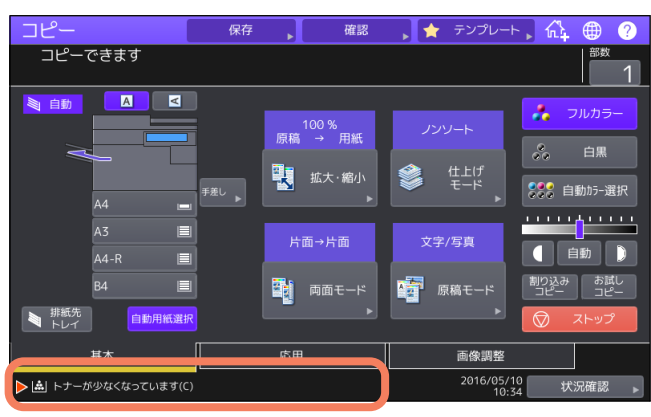 コピー
保存
確認
テンプレート
?
コピーできます
部数
1
自動
A
A
100 %
原稿 → 用紙
ノンソート
フルカラー
拡大・縮小
仕上げ
モード
白黒
手差し
自動ｶﾗｰ選択
A4
A3
A4-R
B4
片面→片面
文字/写真
自動
両面モード
原稿モード
割り込み
コピー
お試し
コピー
排紙先
トレイ
自動用紙選択
ストップ
基本
応用
画像調整
トナーが少なくなっています(C)
2016/05/10
10:34
状況確認